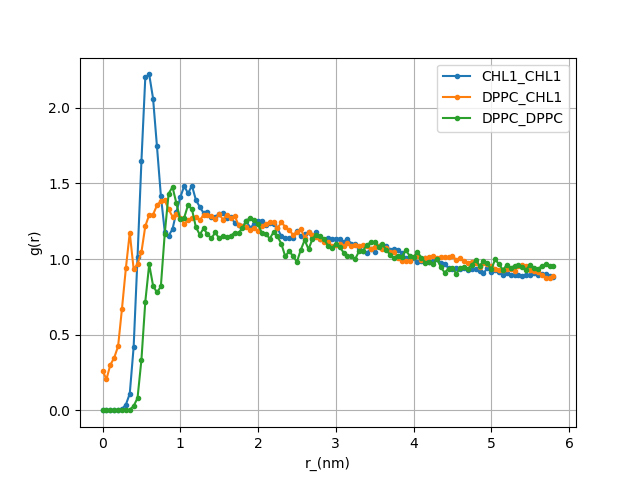 CHL1_CHL1
DPPC_CHL1
DPPC_DPPC
2.0
1.5
1.0
0.5
0.0
g(r)
0 1 2 3 4 5 6
r_(nm)